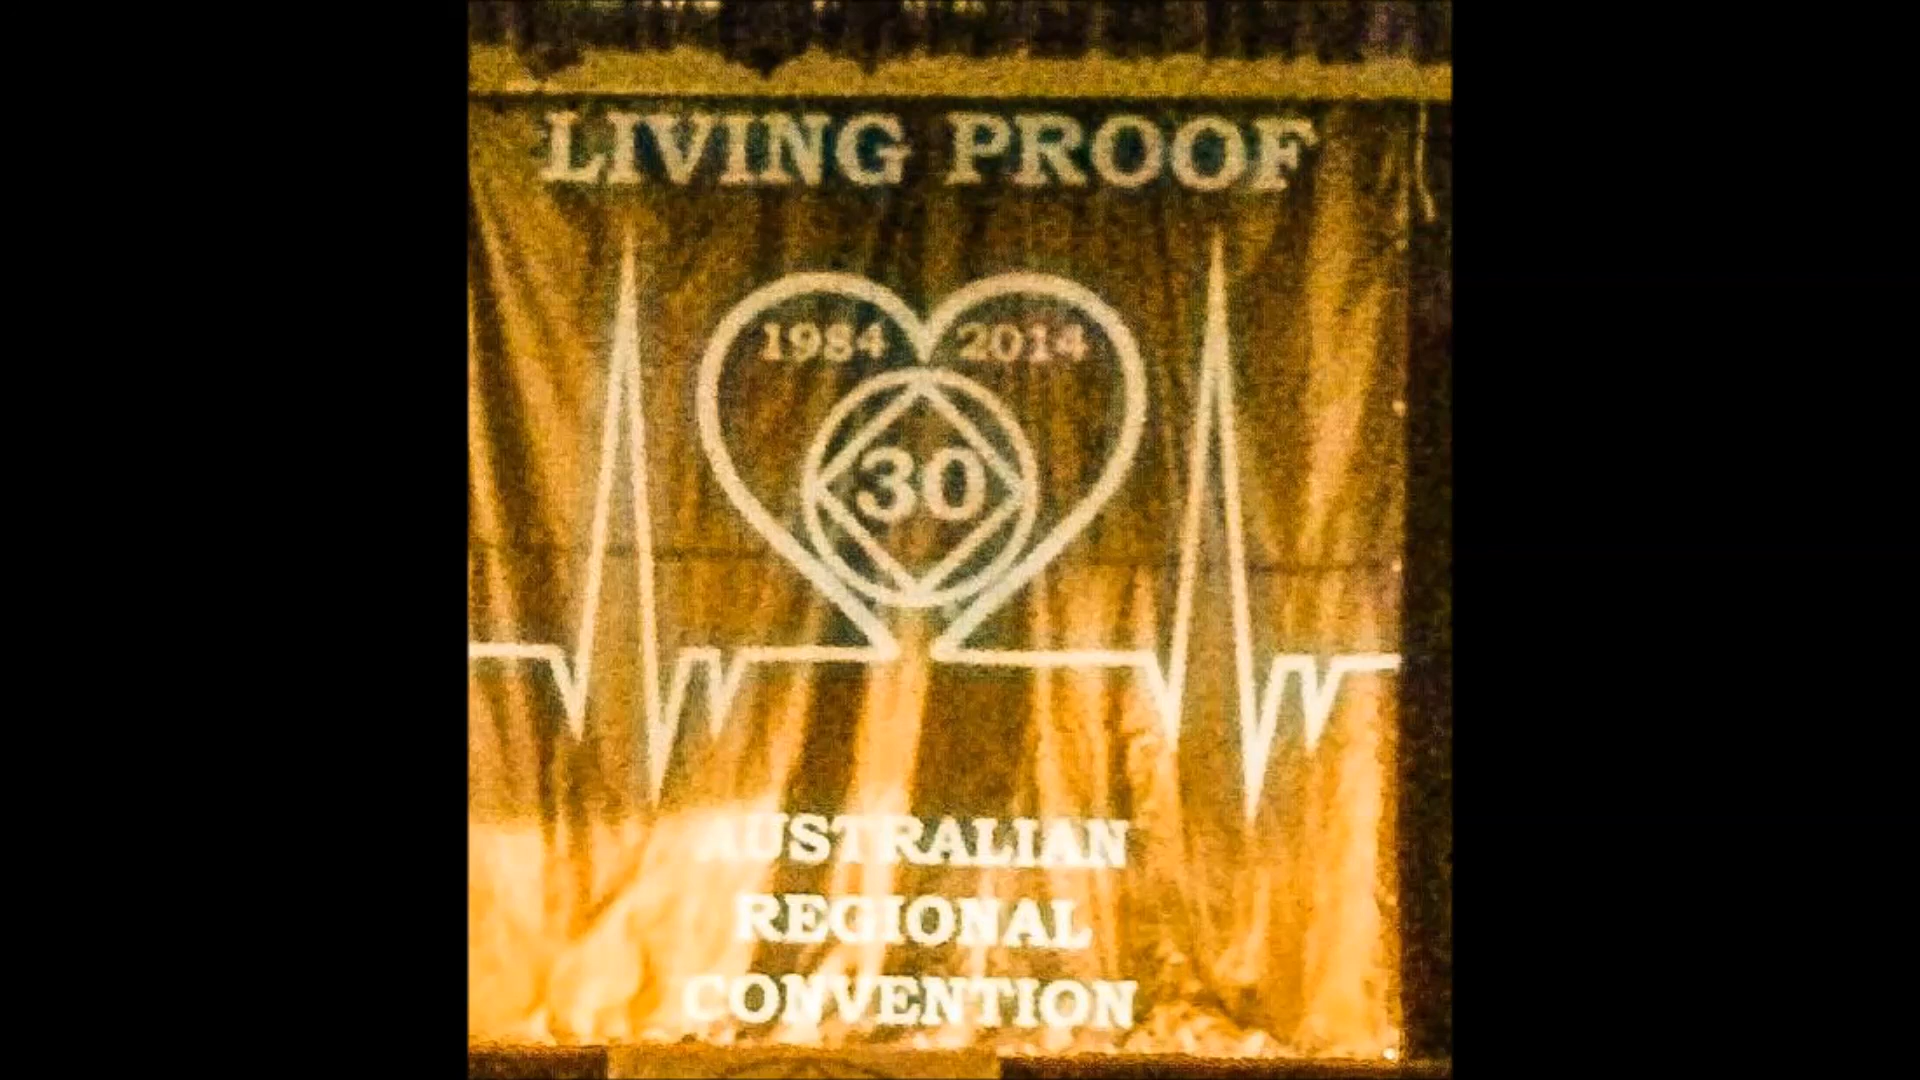 LIVING PROOF
1984 2014
30
AUSTRALIAN
REGIONAL
CONVENTION